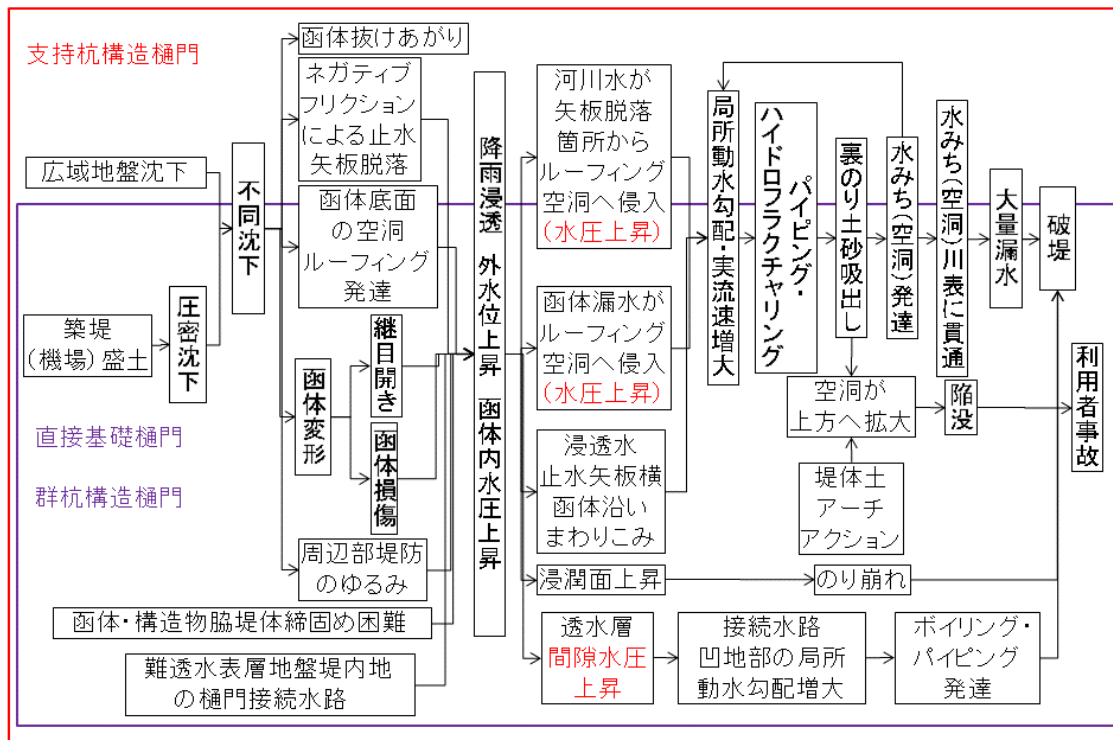 支持杭構造樋門
広域地盤沈下
築堤
(機場)盛土
圧密沈下
不同沈下
直接基礎樋門
群杭構造樋門
函体抜けあがり
ネガティブ
フリクション
による止水
矢板脱落
函体底面
の空洞
ルーフィング
発達
函体変形
継目開き
函体損傷
周辺部堤防
のゆるみ
函体・構造物脇堤体締固め困難
難透水表層地盤堤内地
の樋門接続水路
降雨浸透 外水位上昇 函体内水圧上昇
河川水が
矢板脱落
箇所から
ルーフィング
空洞へ侵入
(水圧上昇)
函体漏水が
ルーフィング
空洞へ侵入
(水圧上昇)
浸透水
止水矢板横
函体沿い
まわりこみ
浸潤面上昇
透水層
間隙水圧
上昇
局所動水勾配・実流速増大
パイピング・
ハイドロフラクチャリング
裏のり土砂吸出し
水みち(空洞)発達
水みち(空洞)川表に貫通
大量漏水
破堤
空洞が
上方へ拡大
陥没
利用者事故
堤体土
アーチ
アクション
のり崩れ
接続水路
凹地部の局所
動水勾配増大
ボイリング・
パイピング
発達